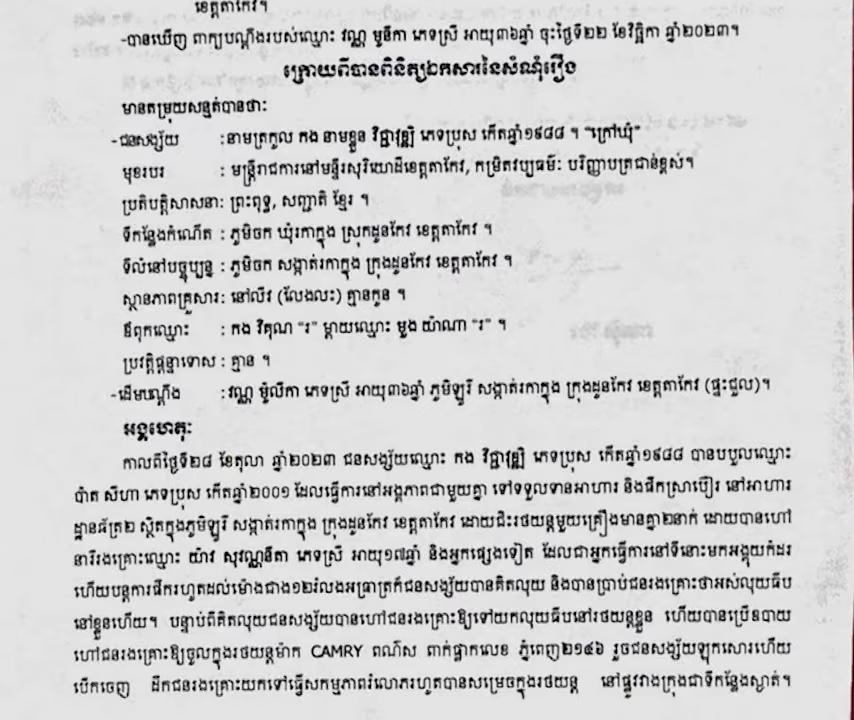 ខេត្តតាកែវ។
-បានឃើញ ពាក្យបណ្តឹងរបស់ឈ្មោះ វណ្ណ មូនីកា ភេទស្រី អាយុ៣៦ឆ្នាំ ចុះថ្ងៃទី២២ ខែវិច្ឆិកា ឆ្នាំ២០២៣។
ក្រោយពីបានពិនិត្យឯកសារនៃសំណុំរឿង
មានតម្រុយសន្មត់បានថាៈ
-ជនសង្ស័យ :នាមត្រកូល កង នាមខ្លួន វិជ្ជាវុឌ្ឍិ ភេទប្រុស កើតឆ្នាំ១៩៨៨ ។ “ក្រៅឃុំ”
មុខរបរ : មន្ត្រីរាជការនៅមន្ទីរសុរិយោដីខេត្តតាកែវ, កម្រិតវប្បធម៌ៈ បរិញ្ញាបត្រជាន់ខ្ពស់។
ប្រតិបត្តិសាសនា: ព្រះពុទ្ធ, សញ្ជាតិ ខ្មែរ ។
ទីកន្លែងកំណើត : ភូមិចក ឃុំរកាក្នុង ស្រុកដូនកែវ ខេត្តតាកែវ ។
ទីលំនៅបច្ចុប្បន្ន : ភូមិចក សង្កាត់រកាក្នុង ក្រុងដូនកែវ ខេត្តតាកែវ ។
ស្ថានភាពគ្រួសារ: នៅលីវ (លែងលះ) គ្មានកូន ។
ឪពុកឈ្មោះ : កង វិគុណ “រ” ម្តាយឈ្មោះ មួង យ៉ាណា “រ” ។
ប្រវត្តិផ្តន្ទាទោស : គ្មាន ។
-ដើមបណ្តឹង :វណ្ណ ម៉ូលីកា ភេទស្រី អាយុ៣៦ឆ្នាំ ភូមិឡូរី សង្កាត់រកាក្នុង ក្រុងដូនកែវ ខេត្តតាកែវ (ផ្ទះជួល)។
អង្គហេតុៈ
កាលពីថ្ងៃទី២៨ ខែតុលា ឆ្នាំ២០២៣ ជនសង្ស័យឈ្មោះ កង វិជ្ជាវុឌ្ឍិ ភេទប្រុស កើតឆ្នាំ១៩៨៨ បានបបួលឈ្មោះ
ប៉ាត សីហា ភេទប្រុស កើតឆ្នាំ២០០១ ដែលធ្វើការនៅអង្គភាពជាមួយគ្នា ទៅទទួលទានអាហារ និងផឹកស្រាបៀរ នៅអាហារ
ដ្ឋានឆ័ត្រ២ ស្ថិតក្នុងភូមិឡូរី សង្កាត់រកាក្នុង ក្រុងដូនកែវ ខេត្តតាកែវ ដោយជិះរថយន្តមួយគ្រឿងមានគ្នា២នាក់ ដោយបានហៅ
នារីរងគ្រោះឈ្មោះ យ៉ាវ សុវណ្ណនីតា ភេទស្រី អាយុ១៧ឆ្នាំ និងអ្នកផ្សេងទៀត ដែលជាអ្នកធ្វើការនៅទីនោះមកអង្គុយកំដរ
ហើយបន្តការផឹករហូតដល់ម៉ោងជាង១២រំលងអធ្រាត្រក៏ជនសង្ស័យបានគិតលុយ និងបានប្រាប់ជនរងគ្រោះថាអស់លុយធីប
នៅខ្លួនហើយ។ បន្ទាប់ពីគិតលុយជនសង្ស័យបានហៅជនរងគ្រោះឱ្យទៅយកលុយធីបនៅរថយន្តខ្លួន ហើយបានប្រើឧបាយ
ហៅជនរងគ្រោះឱ្យចូលក្នុងរថយន្តម៉ាក CAMRY ពណ៌ស ពាក់ផ្លាកលេខ ភ្នំពេញ២១៤៦ រួចជនសង្ស័យឡុកសោរហើយ
បើកចេញ ដឹកជនរងគ្រោះយកទៅធ្វើសកម្មភាពរំលោភរហូតបានសម្រេចក្នុងរថយន្ត នៅផ្លូវវាងក្រុងជាទីកន្លែងស្ងាត់។